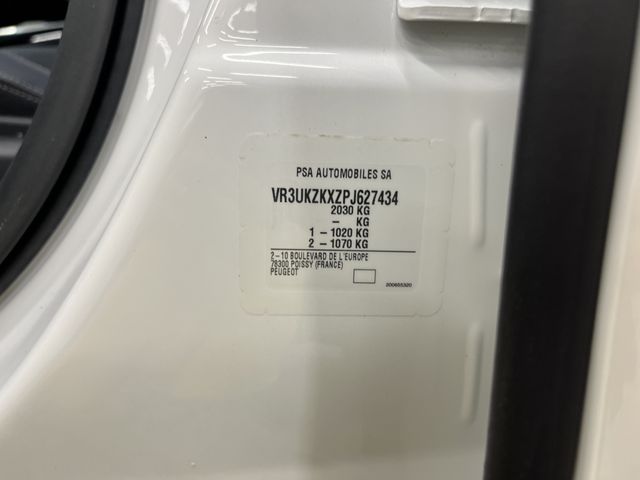 PSA AUTOMOBILES SA
VR3UKZKXZPJ627434
2030 KG
– KG
1 – 1020 KG
2 – 1070 KG
2–10 BOULEVARD DE L'EUROPE
78300 POISSY (FRANCE)
PEUGEOT
200655320